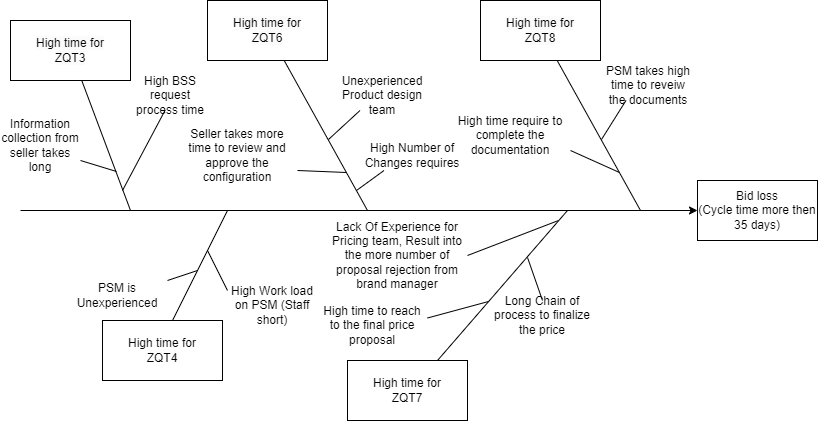 High time for
ZQT3
High time for
ZQT6
High time for
ZQT8
High BSS
request
process time
Information
collection from
seller takes
long
Unexperienced
Product design
team
Seller takes more
time to review and
approve the
configuration
High Number of
Changes requires
PSM takes high
time to reveiw
the documents
High time require to
complete the
documentation
Bid loss
(Cycle time more then
35 days)
PSM is
Unexperienced
High Work load
on PSM (Staff
short)
High time for
ZQT4
Lack Of Experience for
Pricing team, Result into
the more number of
proposal rejection from
brand manager
High time to reach
to the final price
proposal
Long Chain of
process to finalize
the price
High time for
ZQT7